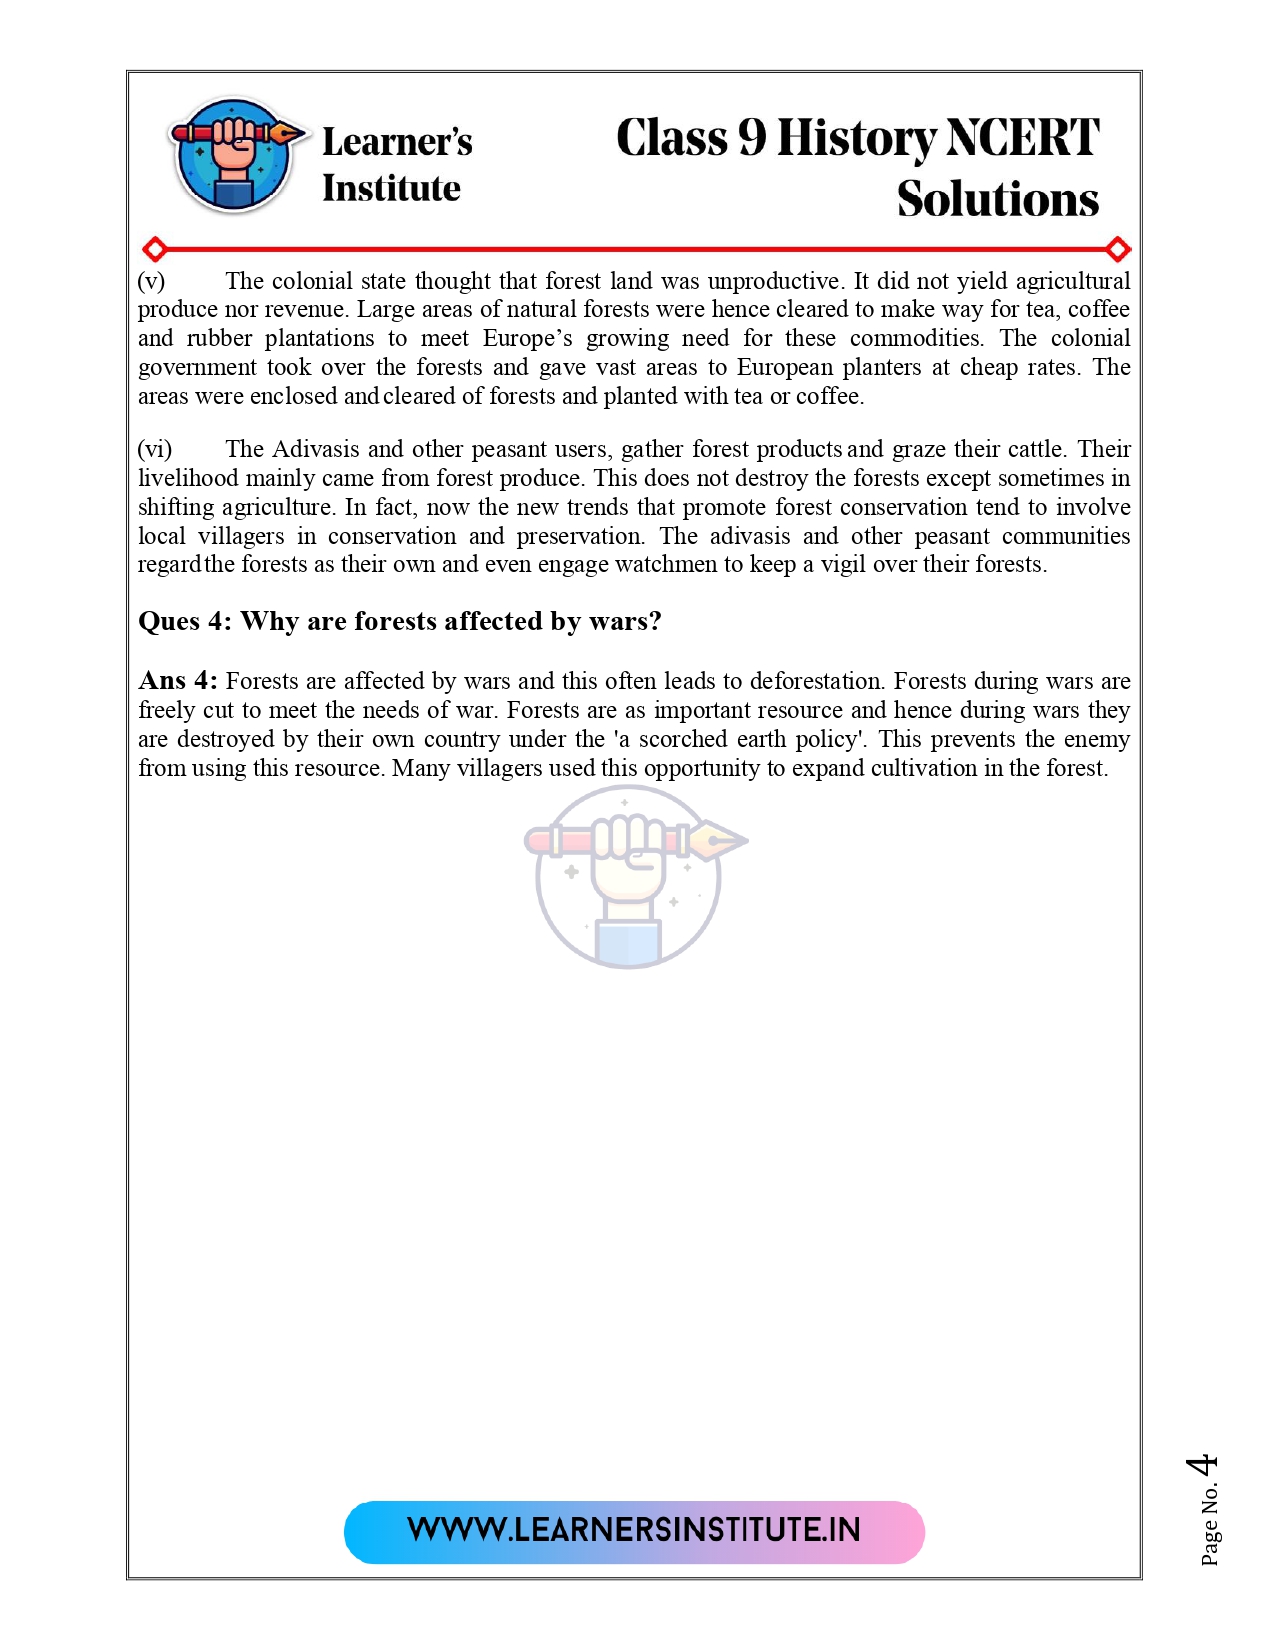 Learner's
Institute
Class 9 History NCERT
Solutions
(v) The colonial state thought that forest land was unproductive. It did not yield agricultural
produce nor revenue. Large areas of natural forests were hence cleared to make way for tea, coffee
and rubber plantations to meet Europe's growing need for these commodities. The colonial
government took over the forests and gave vast areas to European planters at cheap rates. The
areas were enclosed and cleared of forests and planted with tea or coffee.
(vi) The Adivasis and other peasant users, gather forest products and graze their cattle. Their
livelihood mainly came from forest produce. This does not destroy the forests except sometimes in
shifting agriculture. In fact, now the new trends that promote forest conservation tend to involve
local villagers in conservation and preservation. The adivasis and other peasant communities
regard the forests as their own and even engage watchmen to keep a vigil over their forests.
Ques 4: Why are forests affected by wars?
Ans 4: Forests are affected by wars and this often leads to deforestation. Forests during wars are
freely cut to meet the needs of war. Forests are as important resource and hence during wars they
are destroyed by their own country under the 'a scorched earth policy'. This prevents the enemy
from using this resource. Many villagers used this opportunity to expand cultivation in the forest.
WWW.LEARNERSINSTITUTE.IN
Page No. 4